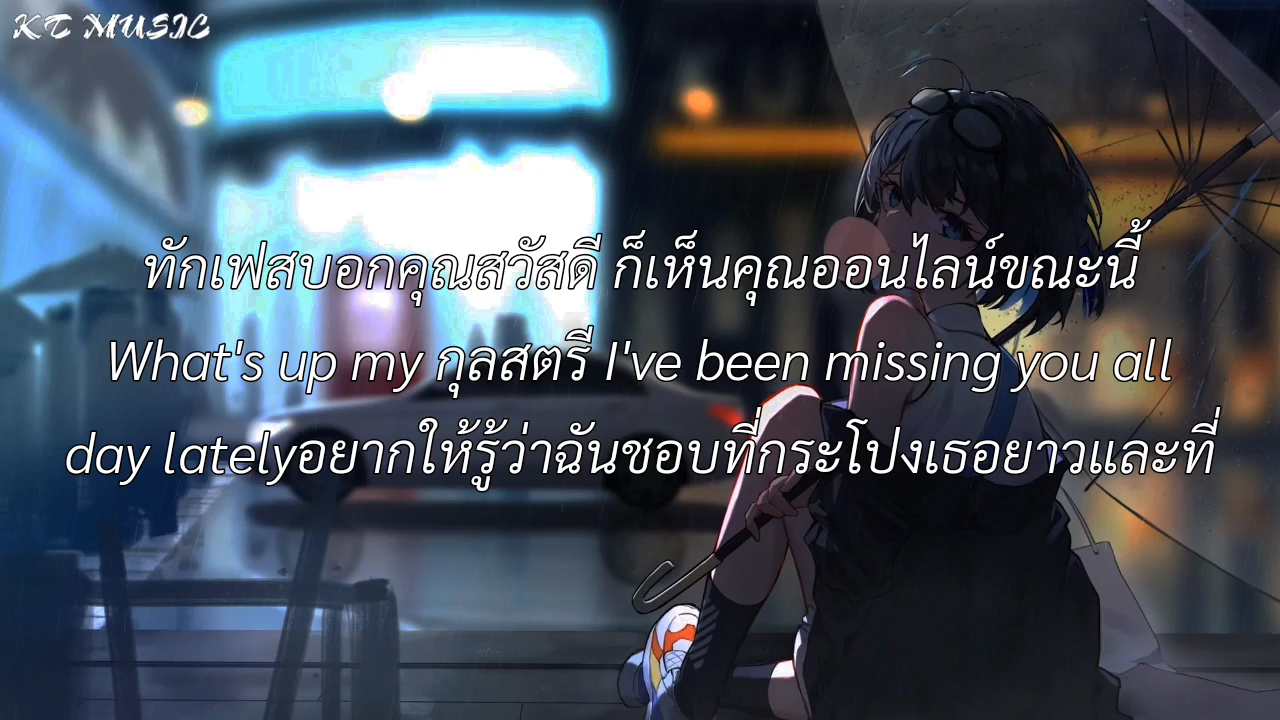 KT MUSIC
ทักเฟสบอกคุณสวัสดี ก็เห็นคุณออนไลน์ขณะนี้
What's up my กุลสตรี I've been missing you all
day latelyอยากให้รู้ว่าฉันชอบที่กระโปงเธอยาวและที่